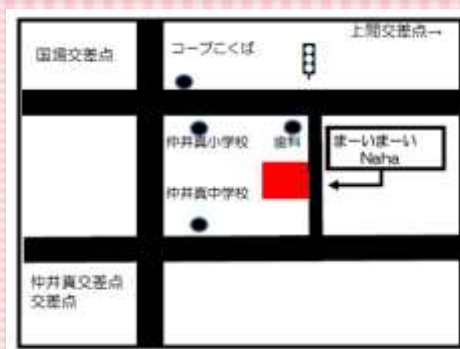 上間交差点→
国場交差点
コープこくば
仲井真小学校
歯科
まーいまーい
Naha
仲井真中学校
仲井真交差点
交差点